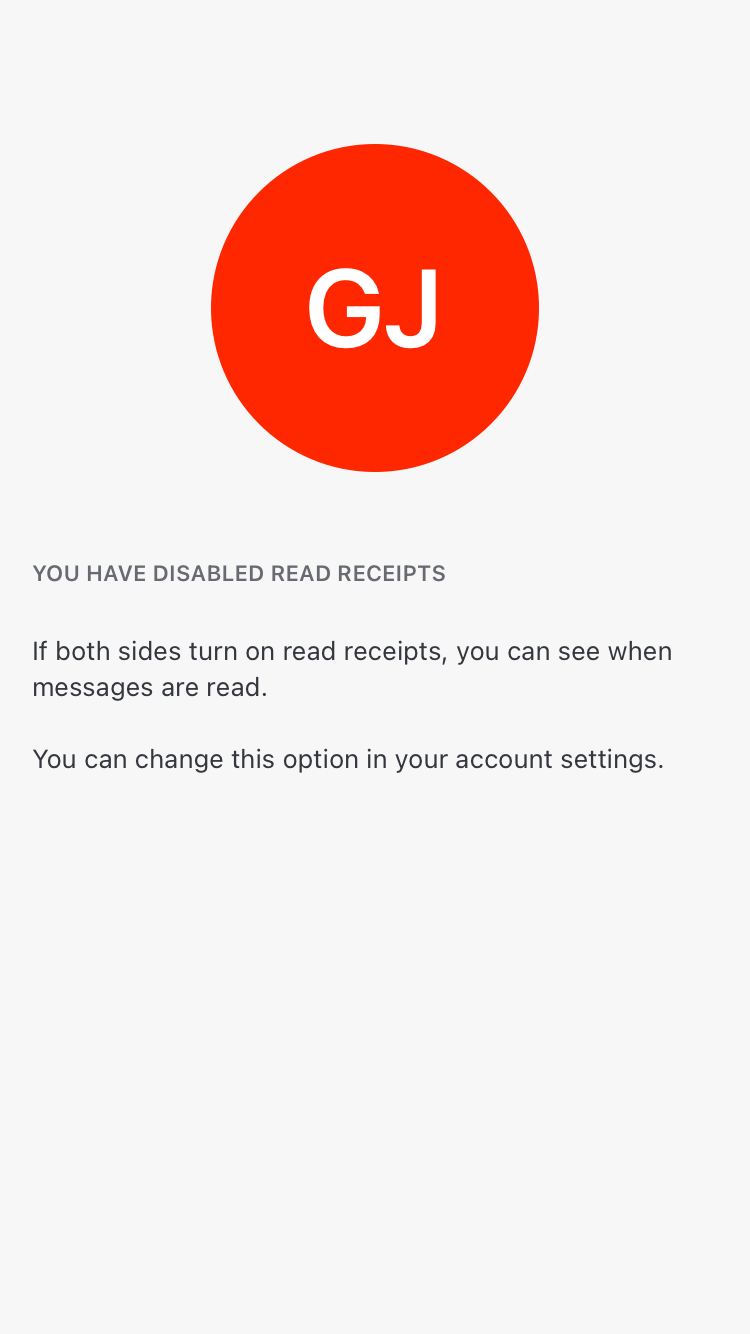 GJ
YOU HAVE DISABLED READ RECEIPTS
If both sides turn on read receipts, you can see when
messages are read.
You can change this option in your account settings.